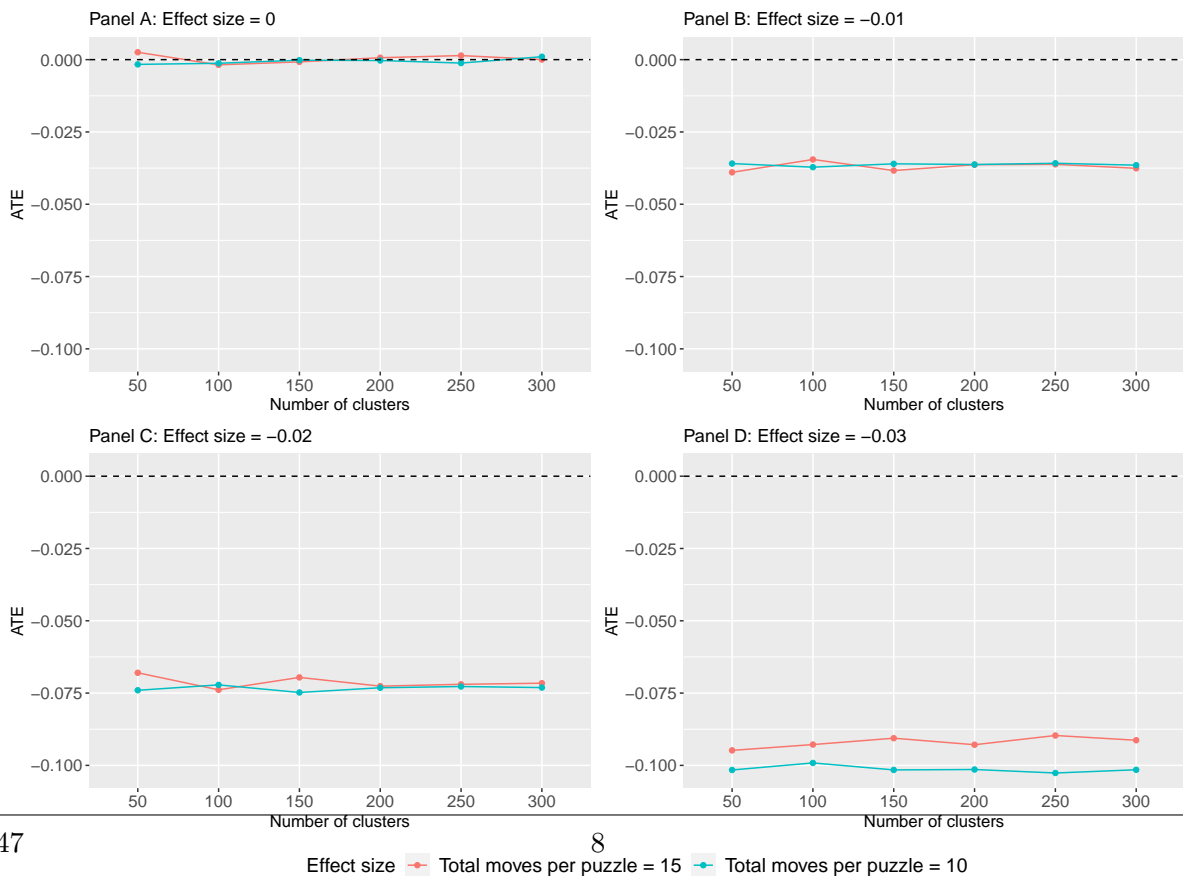 Panel A: Effect size = 0
0.000
−0.025
−0.050
−0.075
−0.100
ATE
50 100 150 200 250 300
Number of clusters
Panel B: Effect size = −0.01
0.000
−0.025
−0.050
−0.075
−0.100
ATE
50 100 150 200 250 300
Number of clusters
Panel C: Effect size = −0.02
0.000
−0.025
−0.050
−0.075
−0.100
ATE
50 100 150 200 250 300
Number of clusters
Panel D: Effect size = −0.03
0.000
−0.025
−0.050
−0.075
−0.100
ATE
50 100 150 200 250 300
Number of clusters
47 8
Effect size Total moves per puzzle = 15 Total moves per puzzle = 10